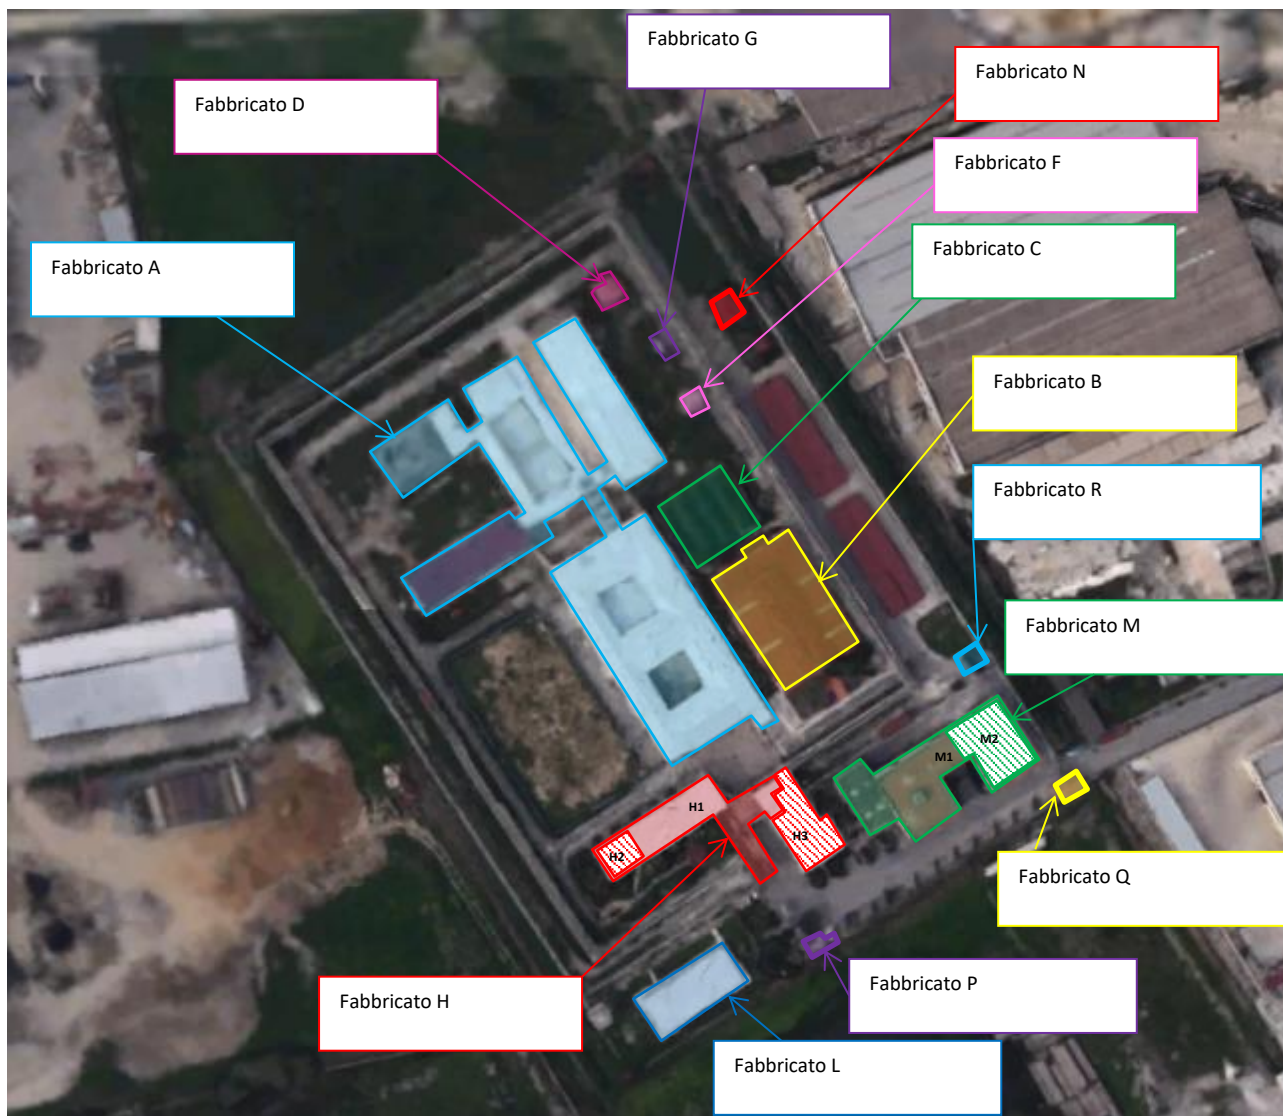 Fabbricato G
Fabbricato N
Fabbricato D
Fabbricato F
Fabbricato C
Fabbricato A
Fabbricato B
Fabbricato R
Fabbricato M
M2
M1
H1
H3
H2
Fabbricato Q
Fabbricato P
Fabbricato H
Fabbricato L